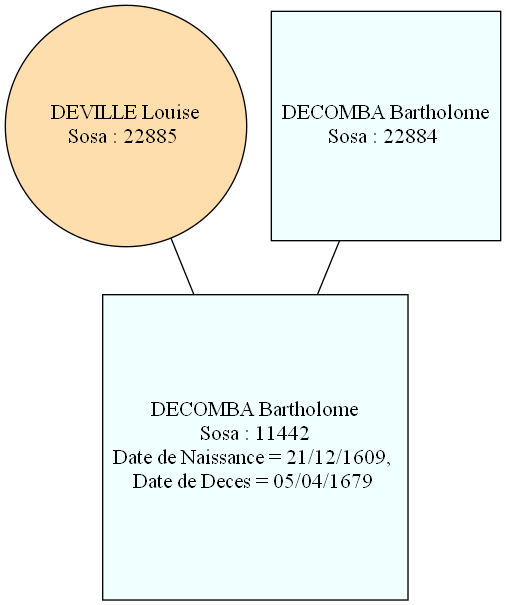 DEVILLE Louise
Sosa : 22885
DECOMBA Bartholome
Sosa : 22884
DECOMBA Bartholome
Sosa : 11442
Date de Naissance = 21/12/1609,
Date de Deces = 05/04/1679